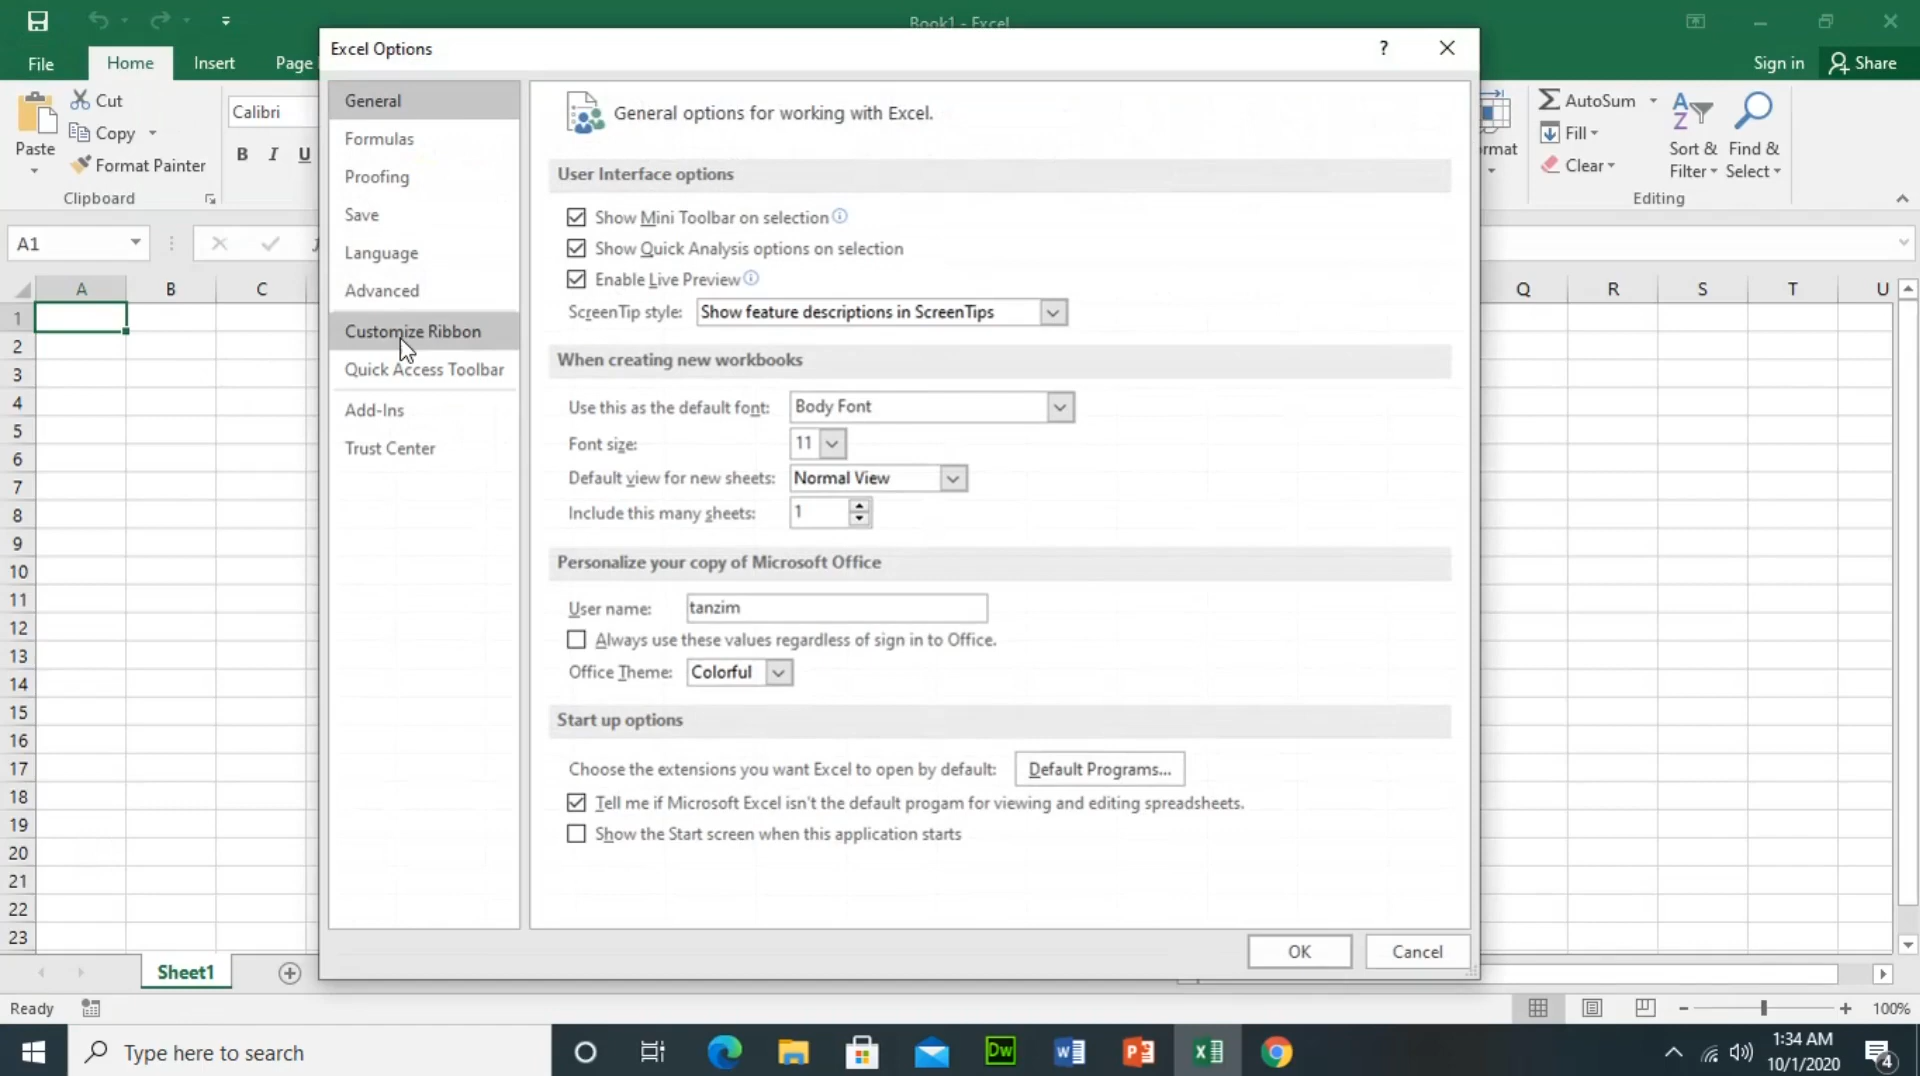 Book1 - Excel
File
Home
Insert
Page
Sign in
Share
Excel Options
?
Paste
Cut
Copy
Format Painter
Clipboard
Calibri
B I U
AutoSum
Fill
Clear
Sort &
Filter
Find &
Select
Editing
A1
A B C
Q R S T U
1
2
3
4
5
6
7
8
9
10
11
12
13
14
15
16
17
18
19
20
21
22
23
General
Formulas
Proofing
Save
Language
Advanced
Customize Ribbon
Quick Access Toolbar
Add-Ins
Trust Center
General options for working with Excel.
User Interface options
Show Mini Toolbar on selection
Show Quick Analysis options on selection
Enable Live Preview
ScreenTip style: Show feature descriptions in ScreenTips
When creating new workbooks
Use this as the default font: Body Font
Font size: 11
Default view for new sheets: Normal View
Include this many sheets: 1
Personalize your copy of Microsoft Office
User name: tanzim
Always use these values regardless of sign in to Office.
Office Theme: Colorful
Start up options
Choose the extensions you want Excel to open by default: Default Programs...
Tell me if Microsoft Excel isn't the default progam for viewing and editing spreadsheets.
Show the Start screen when this application starts
OK
Cancel
Sheet1
Ready
100%
Type here to search
Dw
1:34 AM
10/1/2020
4